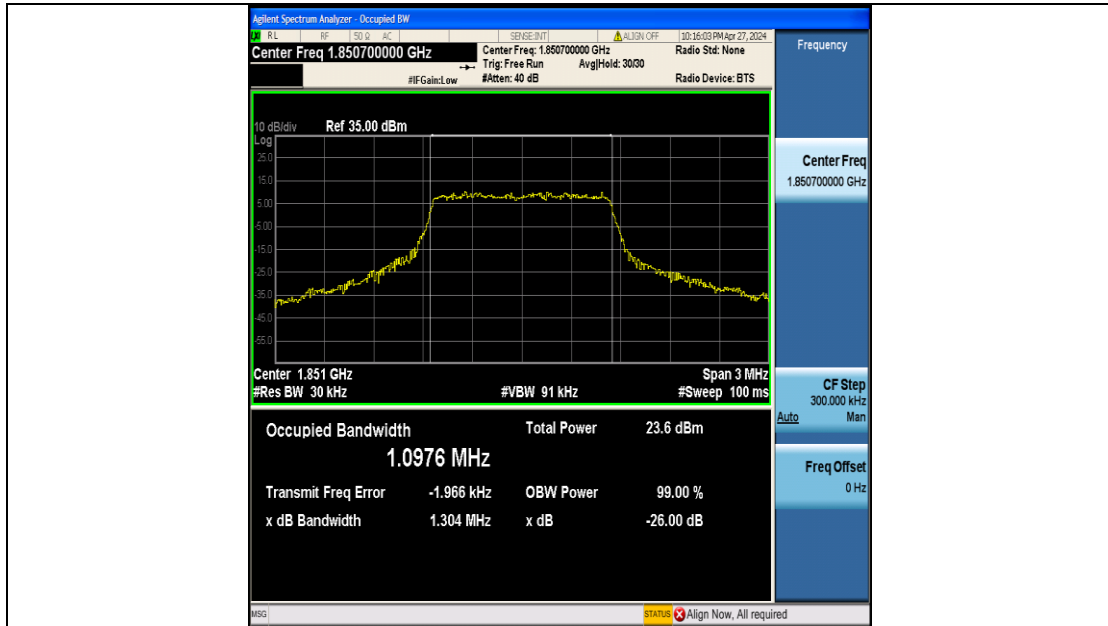 Agilent Spectrum Analyzer - Occupied BW
RL RF 50 Ω AC SENSE:INT ALIGN OFF 10:16:03 PM Apr 27, 2024
Center Freq 1.850700000 GHz
Center Freq: 1.850700000 GHz
Radio Std: None
Trig: Free Run Avg|Hold: 30/30
#IFGain:Low
#Atten: 40 dB
Radio Device: BTS
10 dB/div Ref 35.00 dBm
Log
25.0
15.0
5.00
-5.00
-15.0
-25.0
-35.0
-45.0
-55.0
Center 1.851 GHz Span 3 MHz
#Res BW 30 kHz #VBW 91 kHz #Sweep 100 ms
Occupied Bandwidth Total Power 23.6 dBm
1.0976 MHz
Transmit Freq Error -1.966 kHz OBW Power 99.00 %
x dB Bandwidth 1.304 MHz x dB -26.00 dB
Frequency
Center Freq
1.850700000 GHz
CF Step
300.000 kHz
Auto Man
Freq Offset
0 Hz
MSG STATUS Align Now, All required